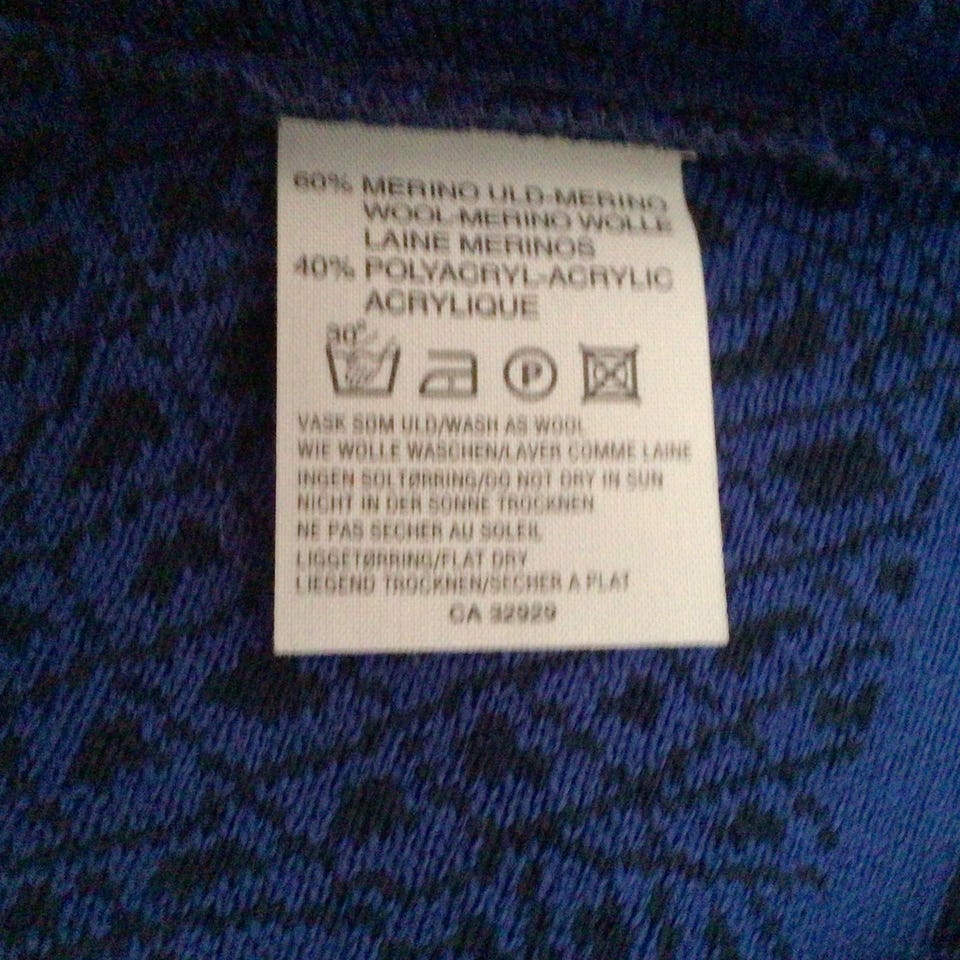 60% MERINO ULD-MERINO
WOOL-MERINO WOLLE
LAINE MERINOS
40% POLYACRYL-ACRYLIC
ACRYLIQUE
30°
P
VASK SOM ULD/WASH AS WOOL
WIE WOLLE WASCHEN/LAVER COMME LAINE
INGEN SOLTØRRING/DO NOT DRY IN SUN
NICHT IN DER SONNE TROCKNEN
NE PAS SECHER AU SOLEIL
LIGGETØRRING/FLAT DRY
LIEGEND TROCKNEN/SECHER A PLAT
CA 32929